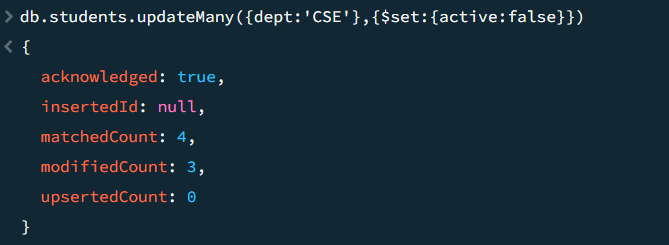 > db.students.updateMany({dept:'CSE'},{$set:{active:false}})
< {
acknowledged: true,
insertedId: null,
matchedCount: 4,
modifiedCount: 3,
upsertedCount: 0
}